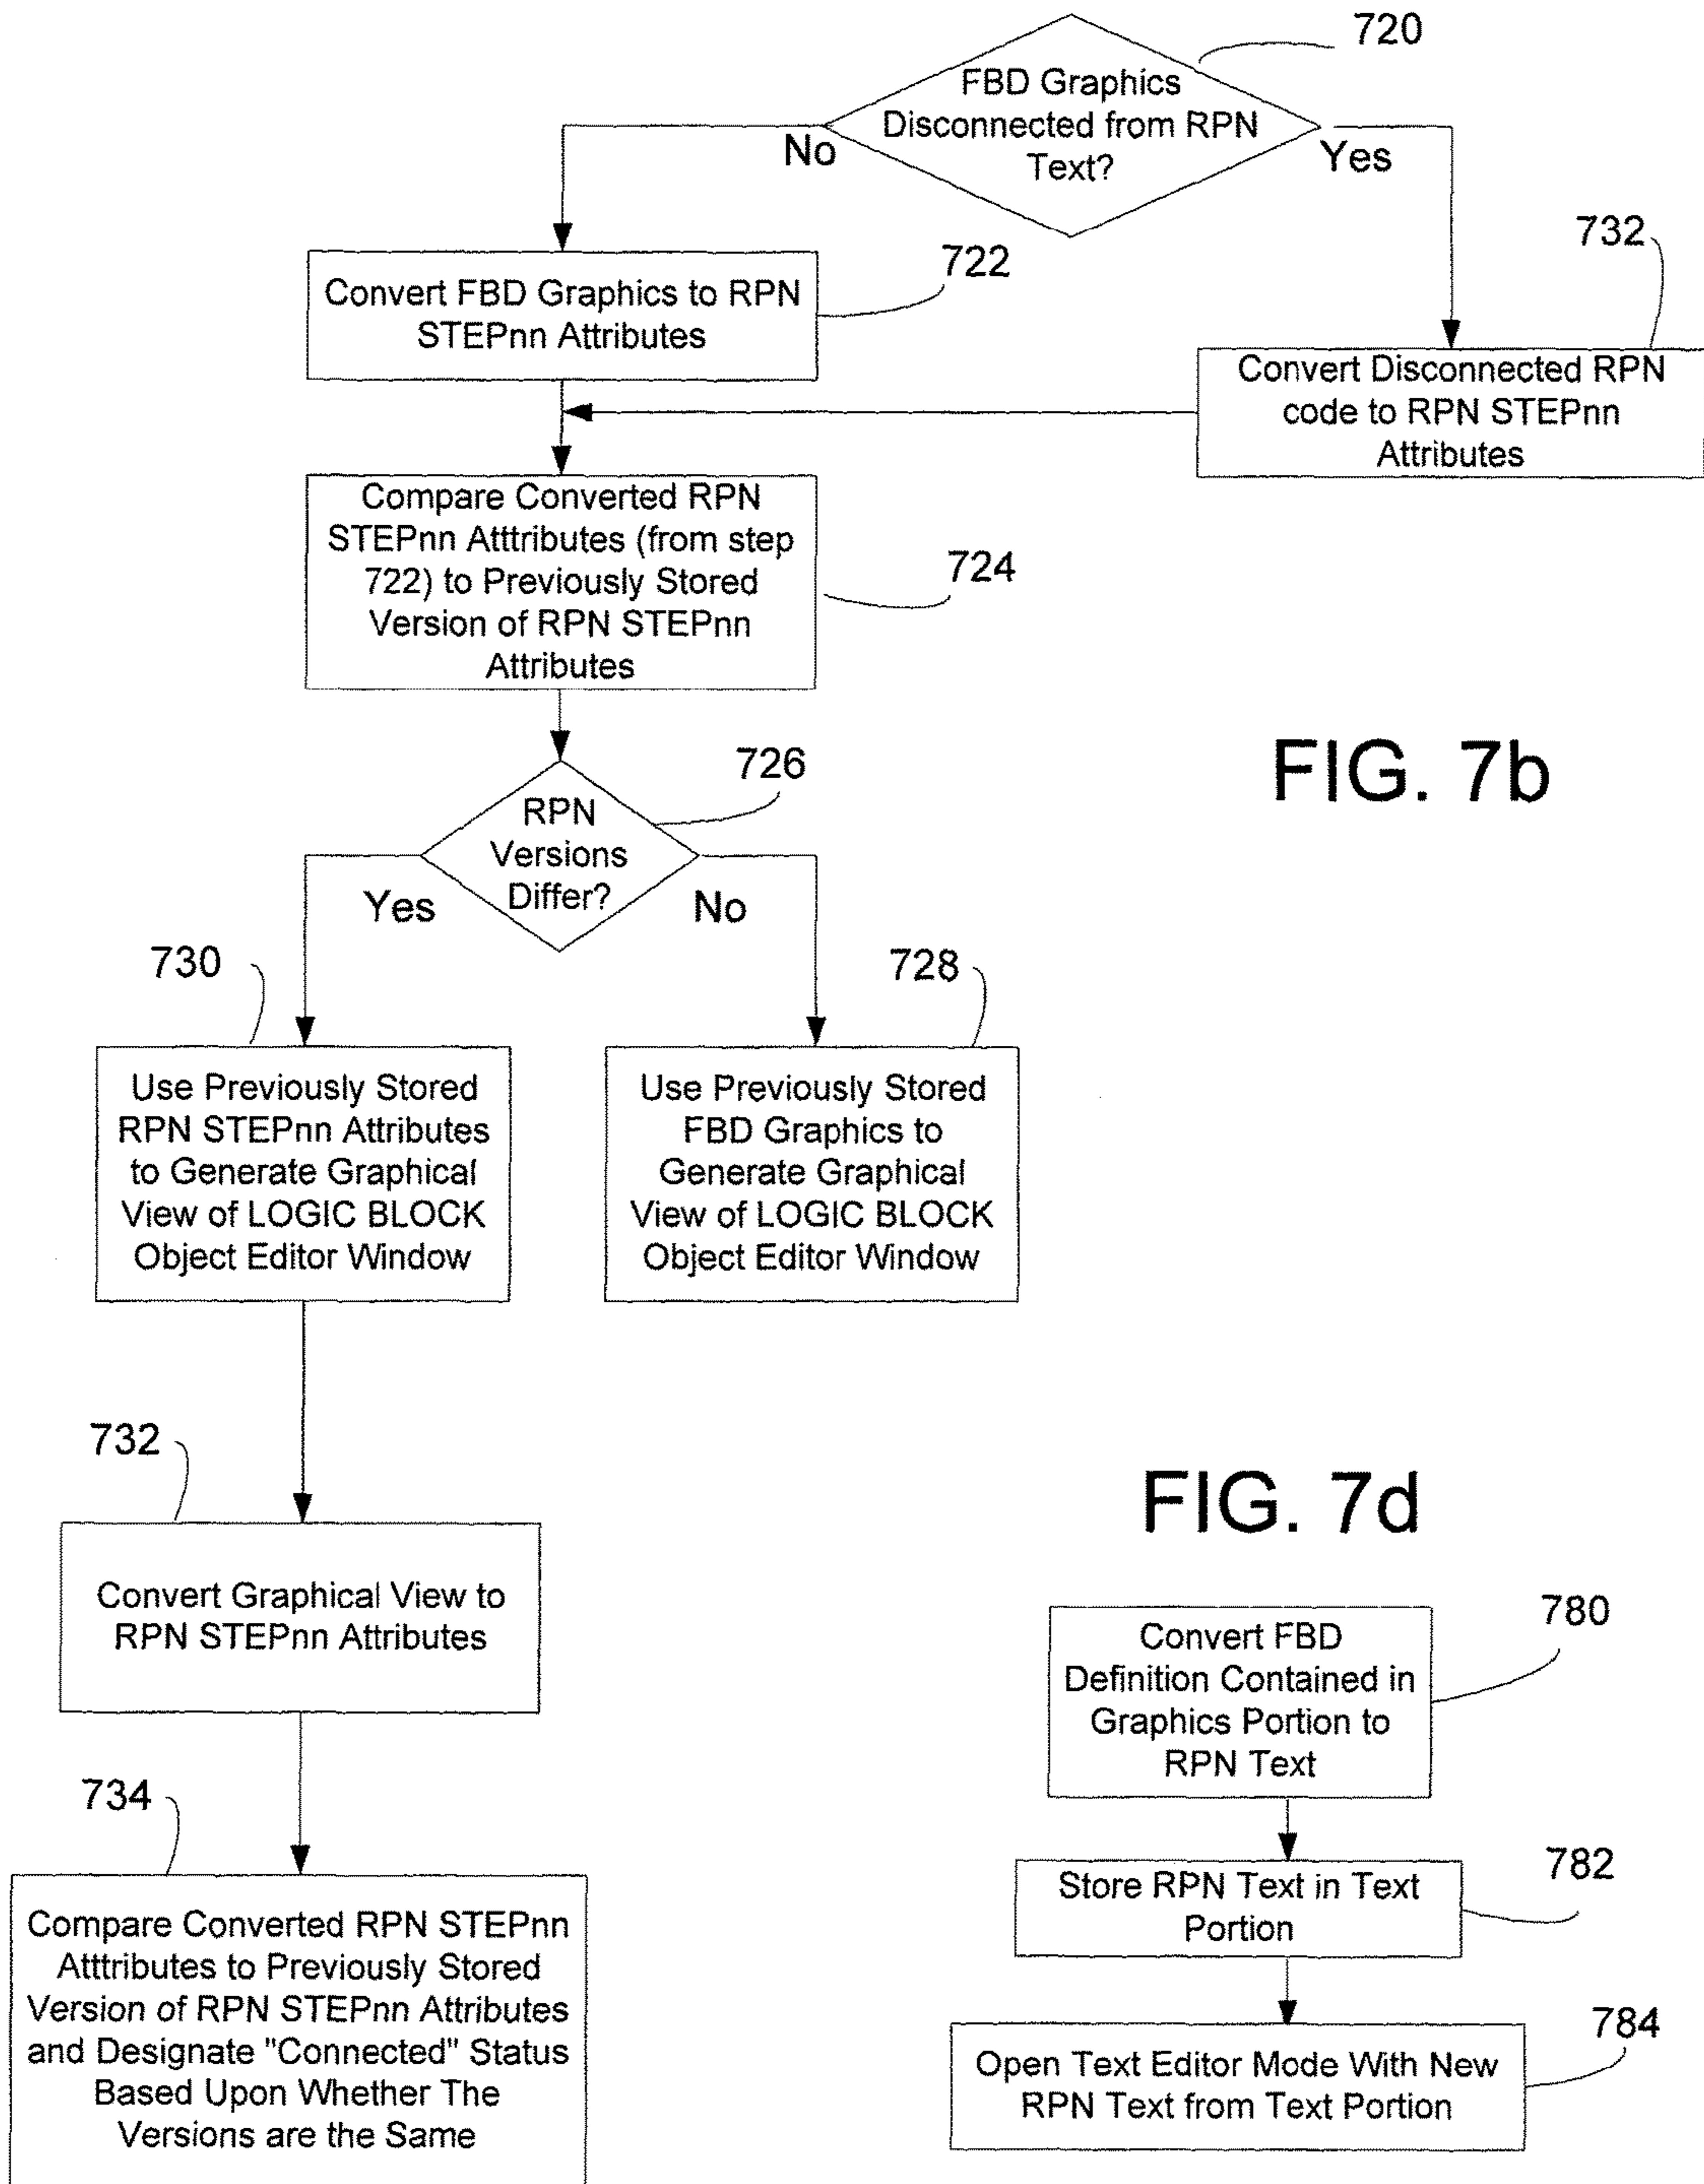 720
FBD Graphics
Disconnected from RPN
Text?
No
Yes
732
722
Convert FBD Graphics to RPN
STEPnn Attributes
Convert Disconnected RPN
code to RPN STEPnn
Attributes
Compare Converted RPN
STEPnn Atttributes (from step
722) to Previously Stored
Version of RPN STEPnn
Attributes
724
FIG. 7b
726
RPN
Versions
Differ?
Yes
No
730
728
Use Previously Stored
RPN STEPnn Attributes
to Generate Graphical
View of LOGIC BLOCK
Object Editor Window
Use Previously Stored
FBD Graphics to
Generate Graphical
View of LOGIC BLOCK
Object Editor Window
732
Convert Graphical View to
RPN STEPnn Attributes
734
Compare Converted RPN STEPnn
Atttributes to Previously Stored
Version of RPN STEPnn Attributes
and Designate "Connected" Status
Based Upon Whether The
Versions are the Same
FIG. 7d
780
Convert FBD
Definition Contained in
Graphics Portion to
RPN Text
782
Store RPN Text in Text
Portion
784
Open Text Editor Mode With New
RPN Text from Text Portion